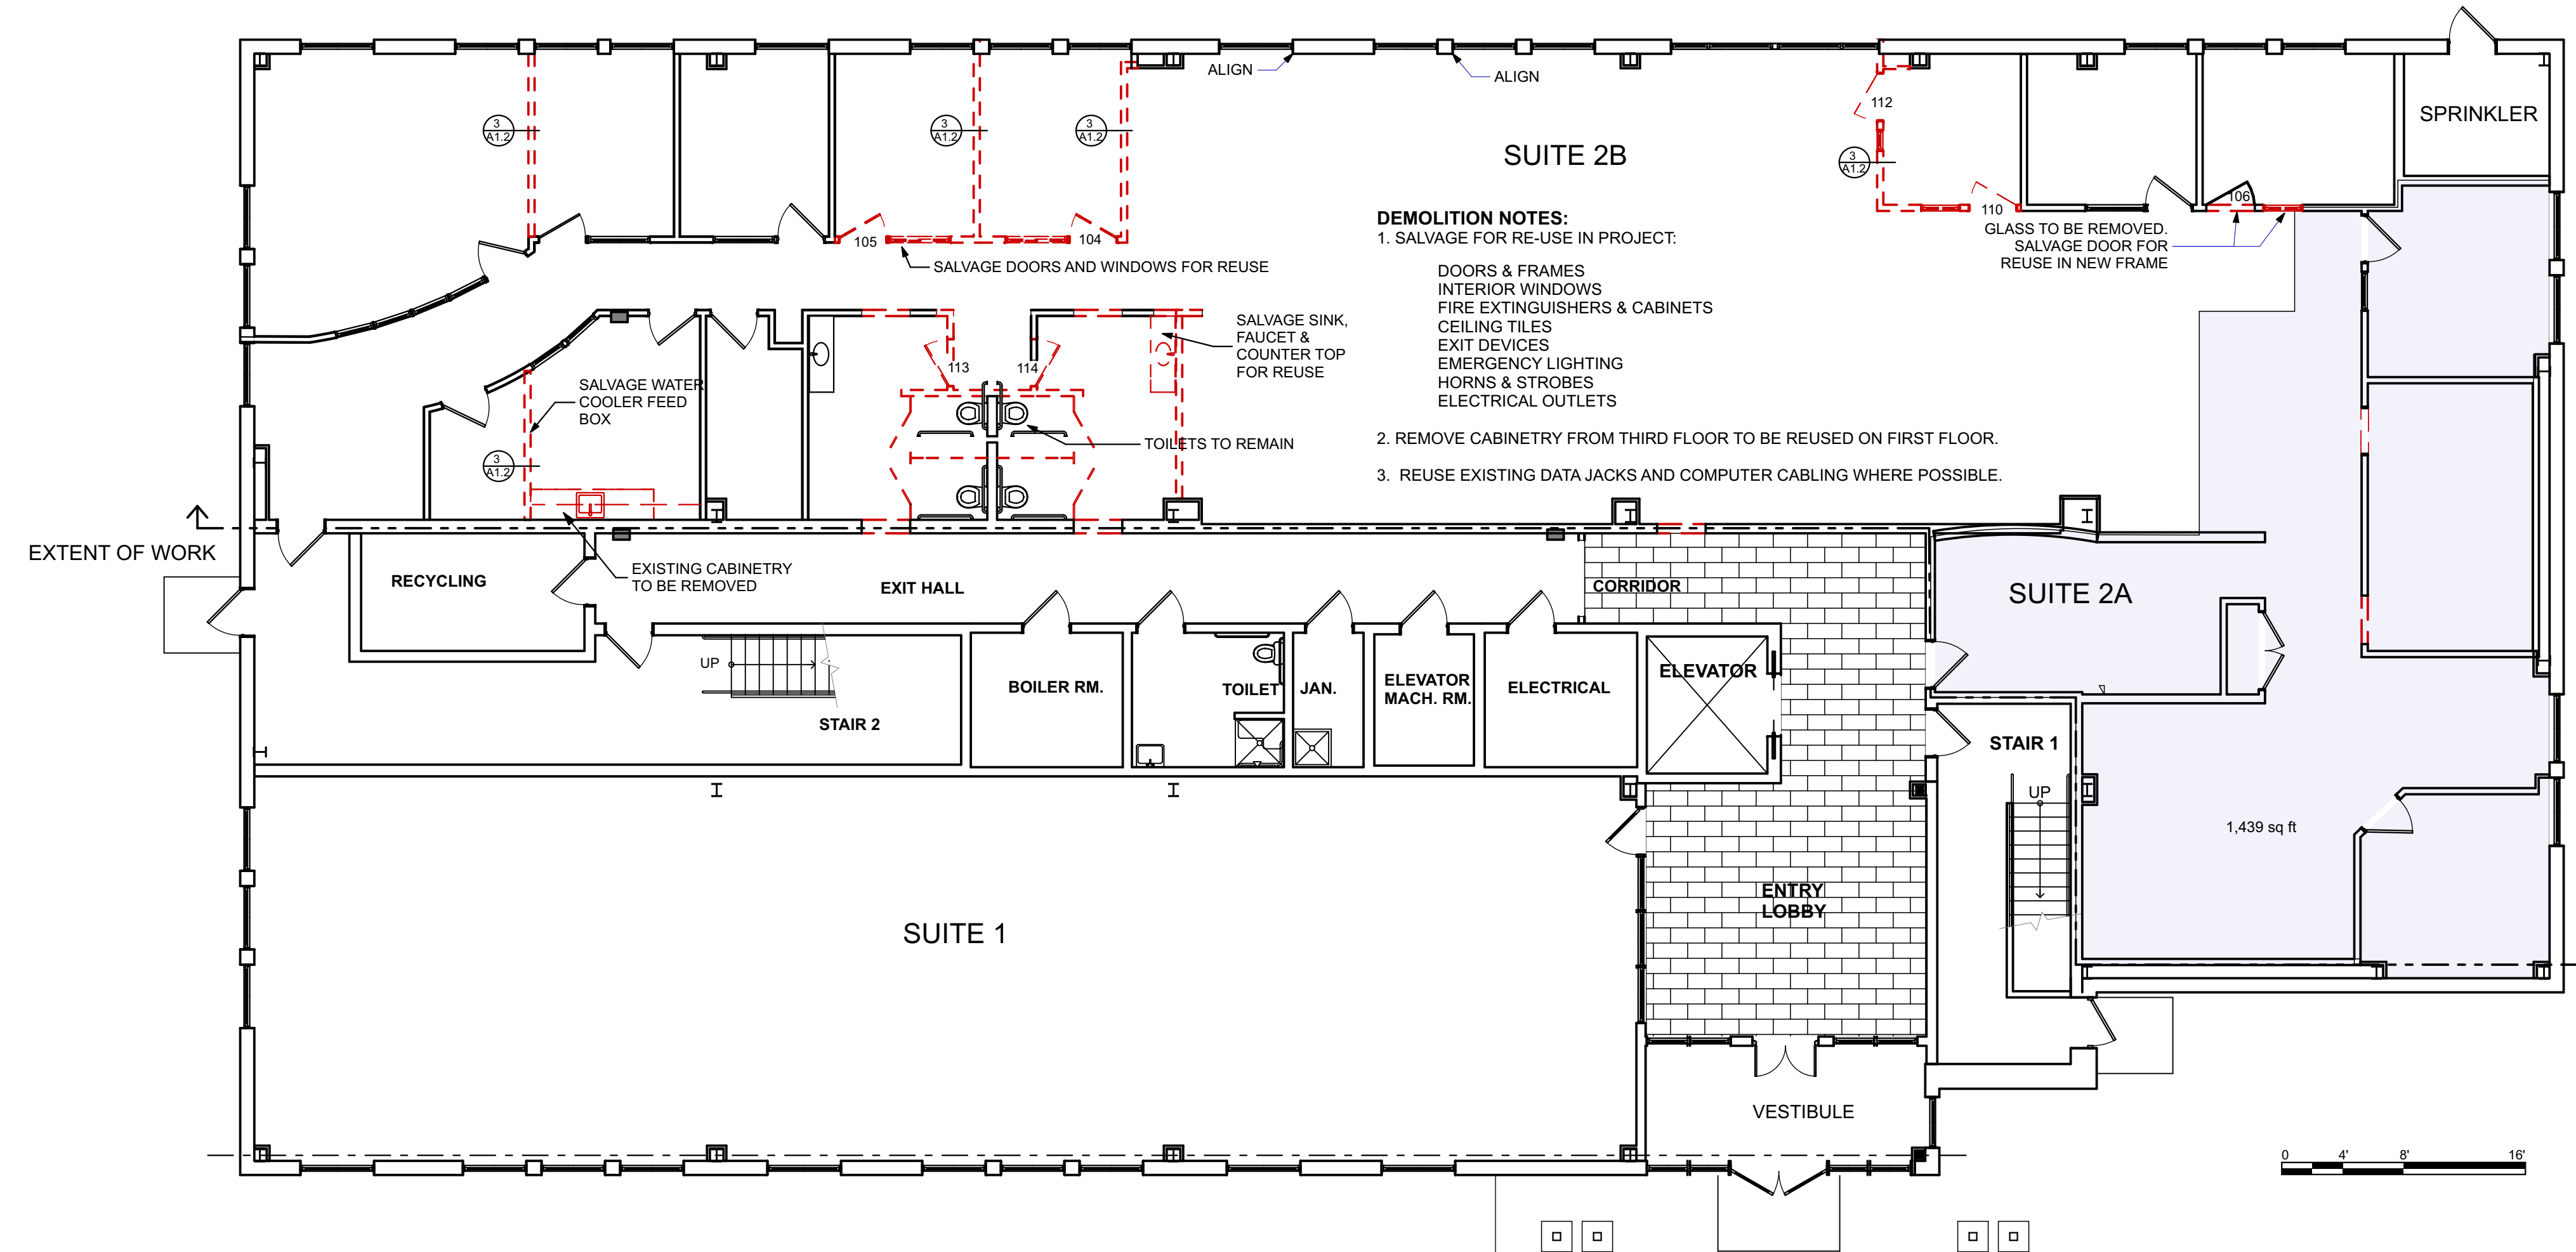 ALIGN
ALIGN
3
A1.2
3
A1.2
3
A1.2
3
A1.2
112
SPRINKLER
SUITE 2B
106
110
105
104
GLASS TO BE REMOVED.
SALVAGE DOOR FOR
REUSE IN NEW FRAME
DEMOLITION NOTES:
1. SALVAGE FOR RE-USE IN PROJECT:
DOORS & FRAMES
INTERIOR WINDOWS
FIRE EXTINGUISHERS & CABINETS
CEILING TILES
EXIT DEVICES
EMERGENCY LIGHTING
HORNS & STROBES
ELECTRICAL OUTLETS
2. REMOVE CABINETRY FROM THIRD FLOOR TO BE REUSED ON FIRST FLOOR.
3. REUSE EXISTING DATA JACKS AND COMPUTER CABLING WHERE POSSIBLE.
SALVAGE DOORS AND WINDOWS FOR REUSE
SALVAGE SINK,
FAUCET &
COUNTER TOP
FOR REUSE
113
114
SALVAGE WATER
COOLER FEED
BOX
TOILETS TO REMAIN
3
A1.2
EXTENT OF WORK
EXISTING CABINETRY
TO BE REMOVED
RECYCLING
EXIT HALL
CORRIDOR
SUITE 2A
UP
STAIR 2
BOILER RM.
TOILET
JAN.
ELEVATOR
MACH. RM.
ELECTRICAL
ELEVATOR
STAIR 1
UP
1,439 sq ft
SUITE 1
ENTRY
LOBBY
VESTIBULE
0 4' 8' 16'